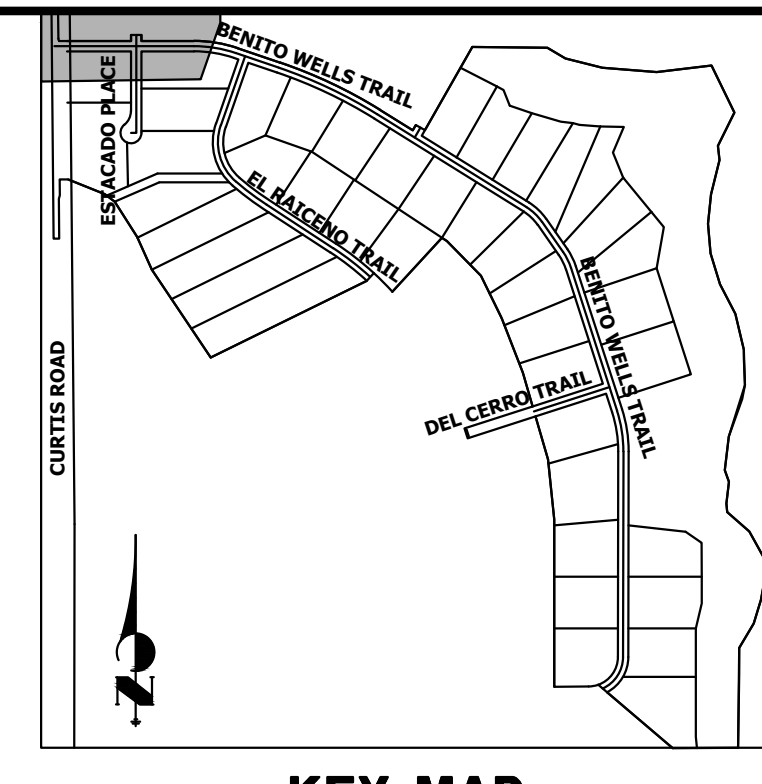 BENITO WELLS TRAIL
ESTACADO PLACE
EL RAICENO TRAIL
BENITO WELLS TRAIL
CURTIS ROAD
DEL CERRO TRAIL
N
KEY MAP